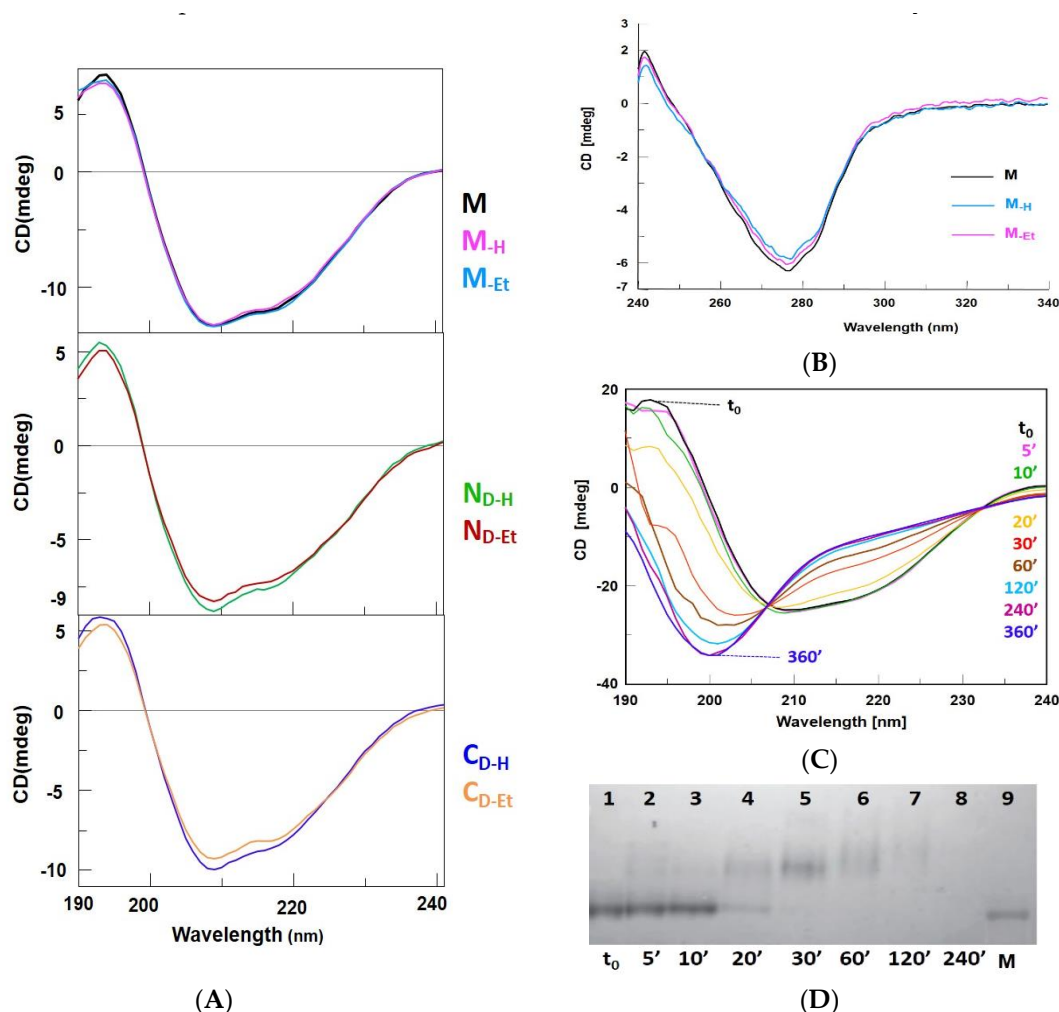 5
0
-10
CD(mdeg)
200
220
M
M-H
M-Et
5
0
-5
-9
CD(mdeg)
ND-H
ND-Et
5
0
-5
-10
CD(mdeg)
190
200
220
240
Wavelength (nm)
CD-H
CD-Et
(A)
3
2
0
-2
-4
-6
-7
CD [mdeg]
240
260
280
300
320
340
Wavelength (nm)
M
M-H
M-Et
(B)
20
0
-20
-40
CD [mdeg]
190
200
210
220
230
240
Wavelength [nm]
t0
360’
t0
5’
10’
20’
30’
60’
120’
240’
360’
(C)
1 2 3 4 5 6 7 8 9
t0 5’ 10’ 20’ 30’ 60’ 120’ 240’ M
(D)